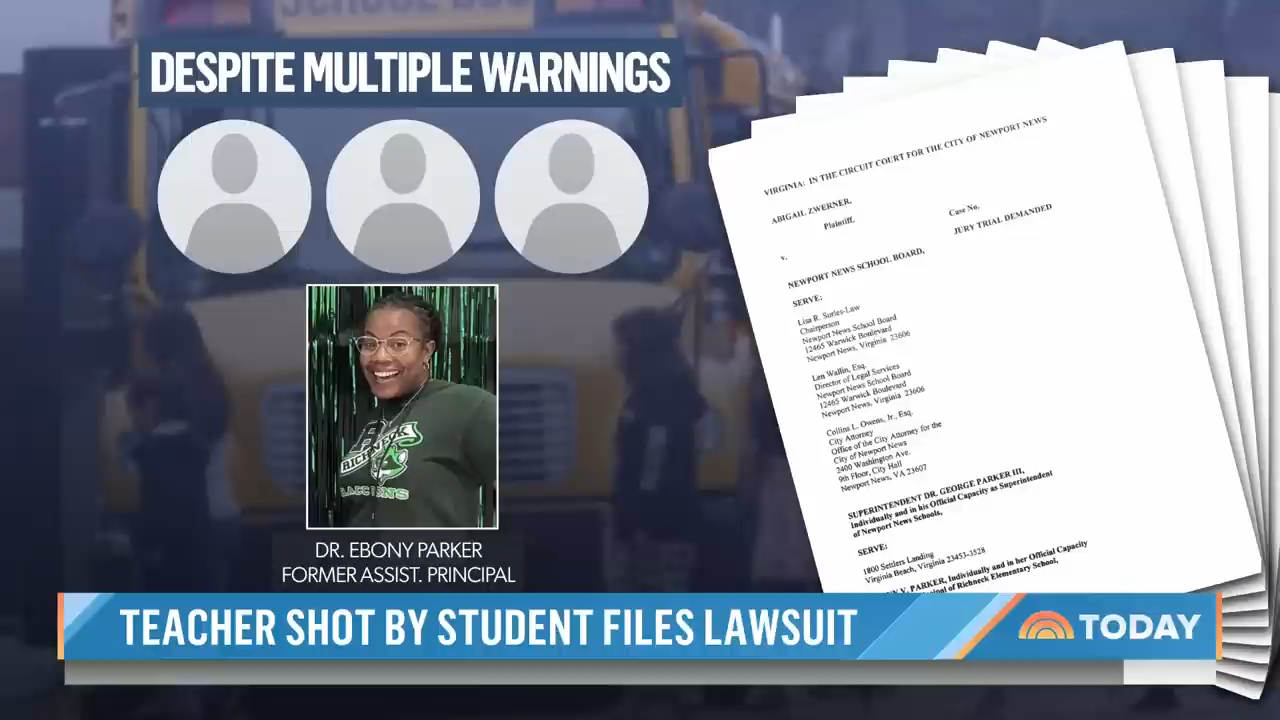 SCHOOL BUS
DESPITE MULTIPLE WARNINGS
RICHNECK
DR. EBONY PARKER
FORMER ASSIST. PRINCIPAL
VIRGINIA: IN THE CIRCUIT COURT FOR THE CITY OF NEWPORT NEWS
ABIGAIL ZWERNER,
Plaintiff,
Case No.
JURY TRIAL DEMANDED
v.
NEWPORT NEWS SCHOOL BOARD,
SERVE:
Lisa R. Surles-Law
Chairperson
Newport News School Board
12465 Warwick Boulevard
Newport News, Virginia 23606
Len Wallin, Esq.
Director of Legal Services
Newport News School Board
12465 Warwick Boulevard
Newport News, Virginia 23606
Collins L. Owens, Jr., Esq.
City Attorney
Office of the City Attorney for the
City of Newport News
2400 Washington Ave.
9th Floor, City Hall
Newport News, VA 23607
SUPERINTENDENT DR. GEORGE PARKER III,
Individually and in his Official Capacity as Superintendent
of Newport News Schools,
SERVE:
1800 Settlers Landing
Virginia Beach, Virginia 23453-3528
V. PARKER, Individually and in her Official Capacity
of Richneck Elementary School,
TEACHER SHOT BY STUDENT FILES LAWSUIT
TODAY